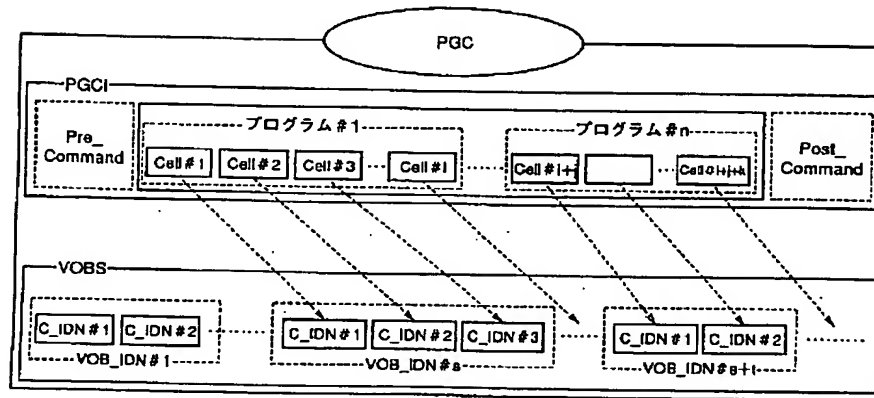 PGC
PGCI
Pre_
Command
プログラム#1
Cell#1 Cell#2 Cell#3 Cell#i
プログラム#n
Cell#i+j Cell#i+j+k
Post_
Command
VOBS
C_IDN#1 C_IDN#2
VOB_IDN#1
C_IDN#1 C_IDN#2 C_IDN#3
VOB_IDN#s
C_IDN#1 C_IDN#2
VOB_IDN#s+t